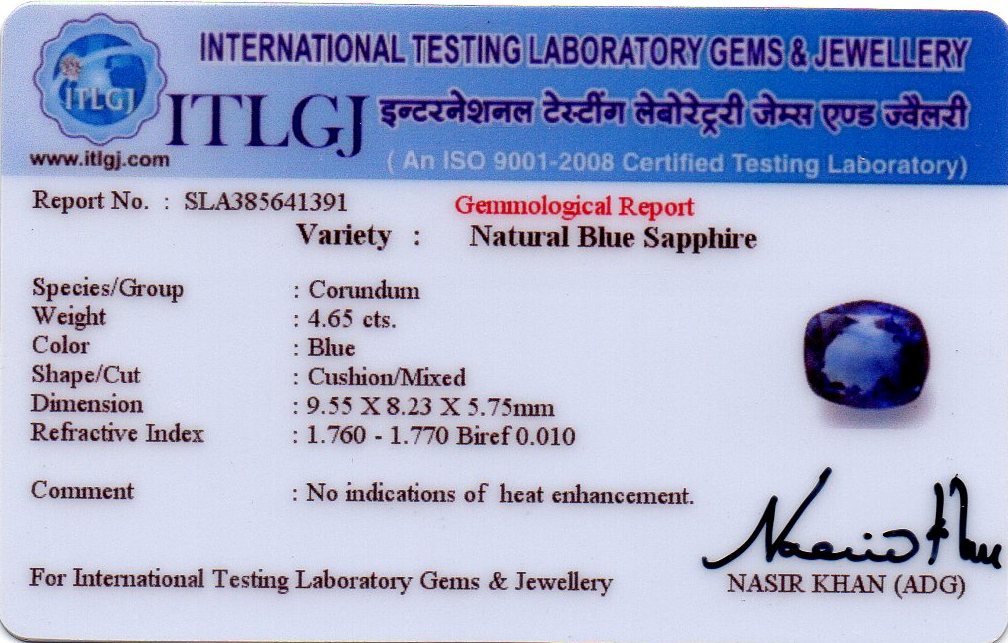 INTERNATIONAL TESTING LABORATORY GEMS & JEWELLERY
ITLGJ
ITLGJ इन्टरनेशनल टेस्टींग लेबोरेट्ररी जेम्स एण्ड ज्वैलरी
www.itlgj.com
( An ISO 9001-2008 Certified Testing Laboratory)
Report No. : SLA385641391
Gemmological Report
Variety : Natural Blue Sapphire
Species/Group : Corundum
Weight : 4.65 cts.
Color : Blue
Shape/Cut : Cushion/Mixed
Dimension : 9.55 X 8.23 X 5.75mm
Refractive Index : 1.760 - 1.770 Biref 0.010
Comment : No indications of heat enhancement.
For International Testing Laboratory Gems & Jewellery
NASIR KHAN (ADG)